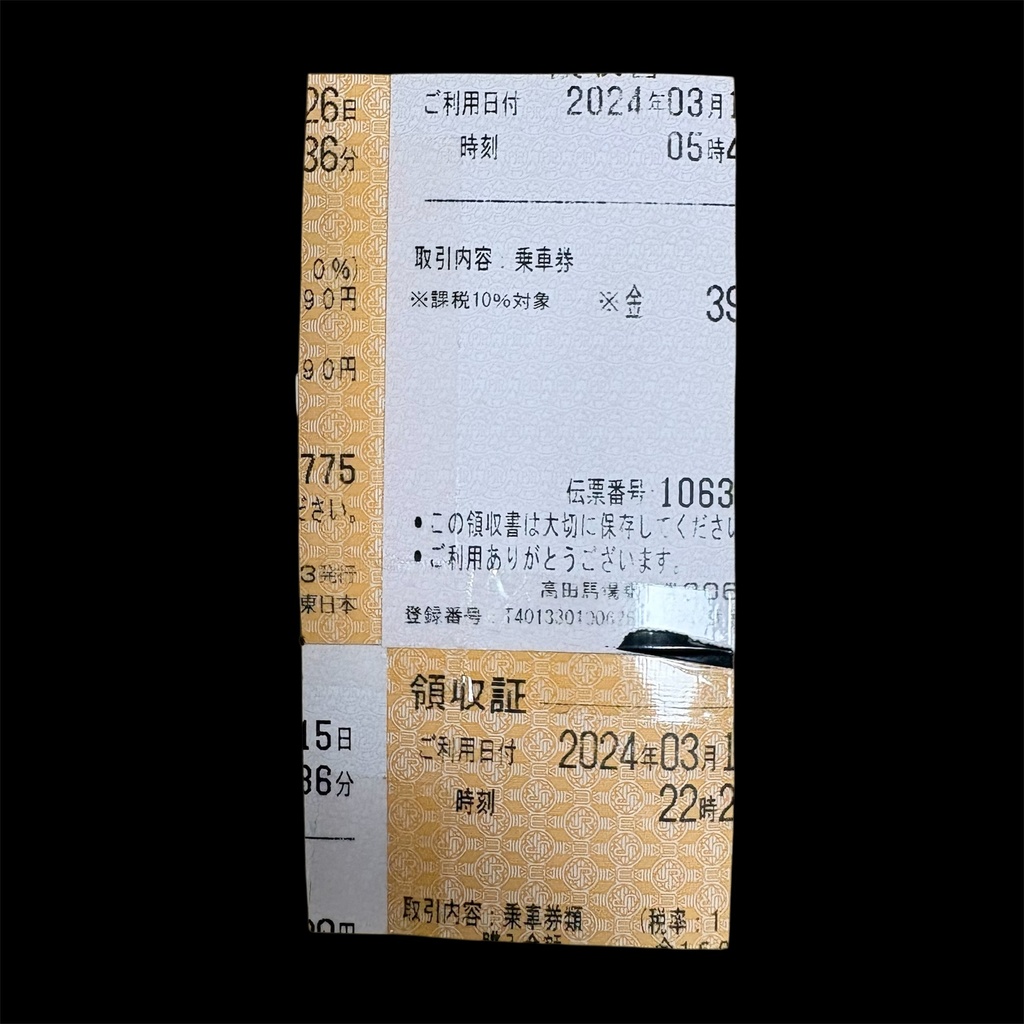 26日
36分
0%)
90円
90円
775
ださい。
3発行
東日本
ご利用日付 2024年03月1
時刻 05時4
取引内容:乗車券
※課税10%対象 ※金 39
伝票番号 1063
•この領収書は大切に保存してくださ
•ご利用ありがとうございます。
高田馬場
登録番号
15日
36分
領収証
ご利用日付 2024年03月1
時刻 22時2
取引内容:乗車券類 (税率:1